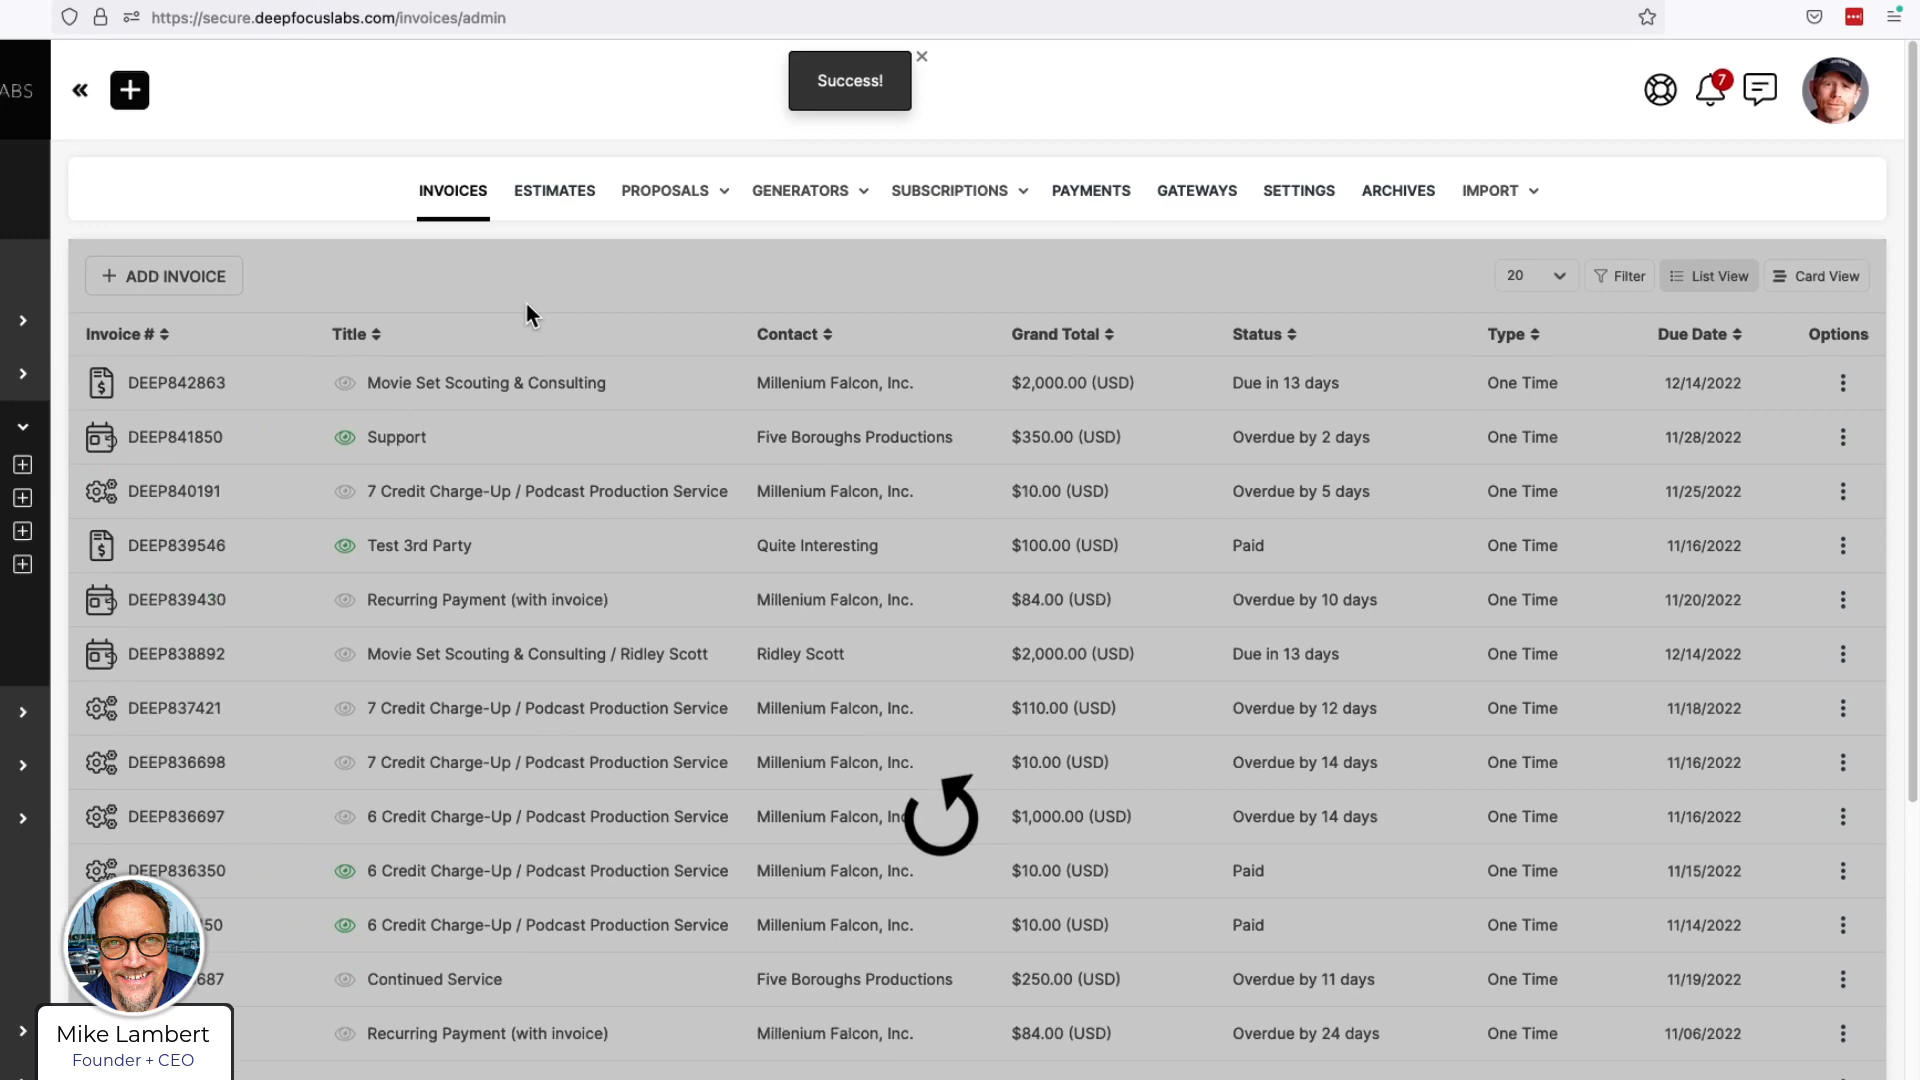 https://secure.deepfocuslabs.com/invoices/admin
ABS
Success!
7
INVOICES ESTIMATES PROPOSALS GENERATORS SUBSCRIPTIONS PAYMENTS GATEWAYS SETTINGS ARCHIVES IMPORT
ADD INVOICE 20 Filter List View Card View
Invoice # Title Contact Grand Total Status Type Due Date Options
DEEP842863 Movie Set Scouting & Consulting Millenium Falcon, Inc. $2,000.00 (USD) Due in 13 days One Time 12/14/2022
DEEP841850 Support Five Boroughs Productions $350.00 (USD) Overdue by 2 days One Time 11/28/2022
DEEP840191 7 Credit Charge-Up / Podcast Production Service Millenium Falcon, Inc. $10.00 (USD) Overdue by 5 days One Time 11/25/2022
DEEP839546 Test 3rd Party Quite Interesting $100.00 (USD) Paid One Time 11/16/2022
DEEP839430 Recurring Payment (with invoice) Millenium Falcon, Inc. $84.00 (USD) Overdue by 10 days One Time 11/20/2022
DEEP838892 Movie Set Scouting & Consulting / Ridley Scott Ridley Scott $2,000.00 (USD) Due in 13 days One Time 12/14/2022
DEEP837421 7 Credit Charge-Up / Podcast Production Service Millenium Falcon, Inc. $110.00 (USD) Overdue by 12 days One Time 11/18/2022
DEEP836698 7 Credit Charge-Up / Podcast Production Service Millenium Falcon, Inc. $10.00 (USD) Overdue by 14 days One Time 11/16/2022
DEEP836697 6 Credit Charge-Up / Podcast Production Service Millenium Falcon, Inc $1,000.00 (USD) Overdue by 14 days One Time 11/16/2022
DEEP836350 6 Credit Charge-Up / Podcast Production Service Millenium Falcon, Inc. $10.00 (USD) Paid One Time 11/15/2022
50 6 Credit Charge-Up / Podcast Production Service Millenium Falcon, Inc. $10.00 (USD) Paid One Time 11/14/2022
687 Continued Service Five Boroughs Productions $250.00 (USD) Overdue by 11 days One Time 11/19/2022
Recurring Payment (with invoice) Millenium Falcon, Inc. $84.00 (USD) Overdue by 24 days One Time 11/06/2022
Mike Lambert
Founder + CEO